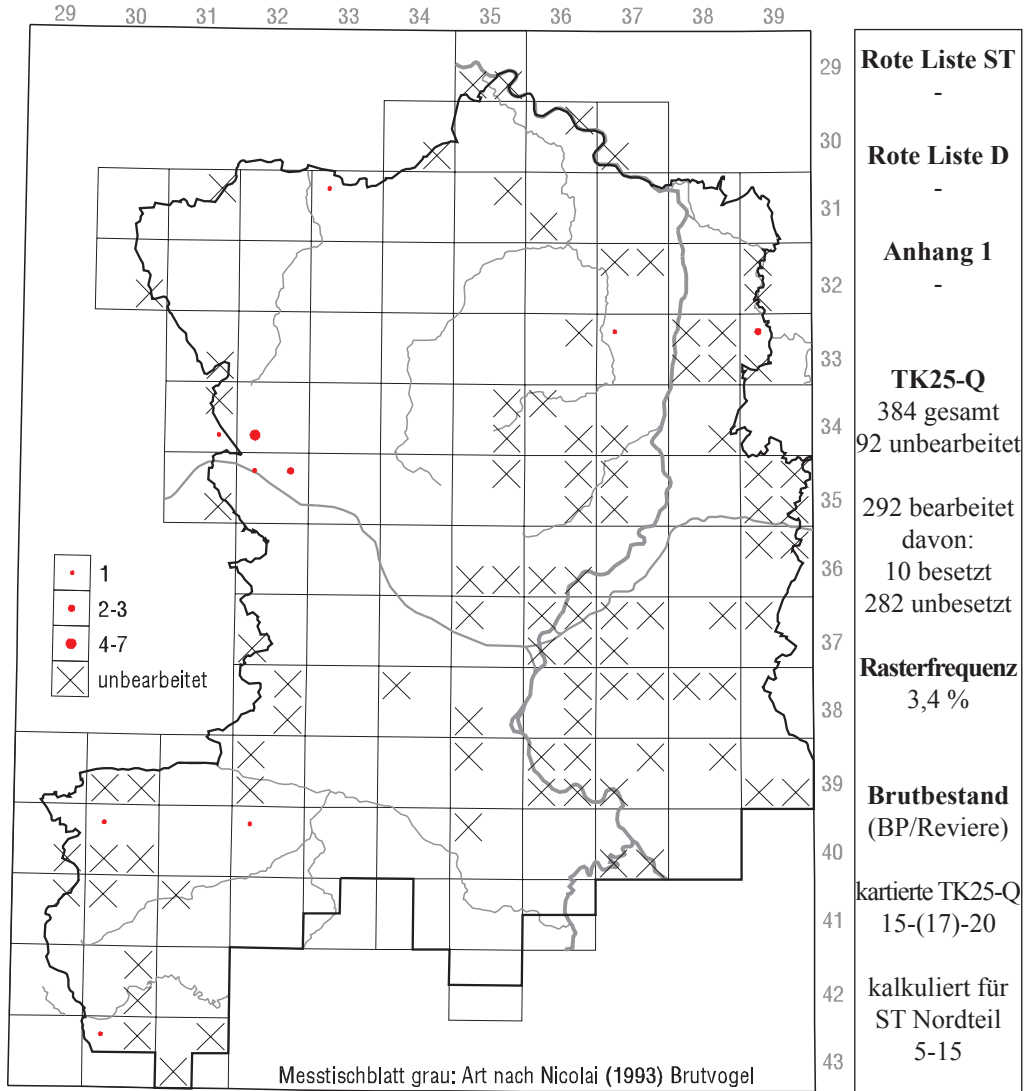 29 30 31 32 33 34 35 36 37 38 39
29
30
31
32
33
34
35
36
37
38
39
40
41
42
43
1
2-3
4-7
unbearbeitet
Messtischblatt grau: Art nach Nicolai (1993) Brutvogel
Rote Liste ST
-
Rote Liste D
-
Anhang 1
-
TK25-Q
384 gesamt
92 unbearbeitet
292 bearbeitet
davon:
10 besetzt
282 unbesetzt
Rasterfrequenz
3,4 %
Brutbestand
(BP/Reviere)
kartierte TK25-Q
15-(17)-20
kalkuliert für
ST Nordteil
5-15